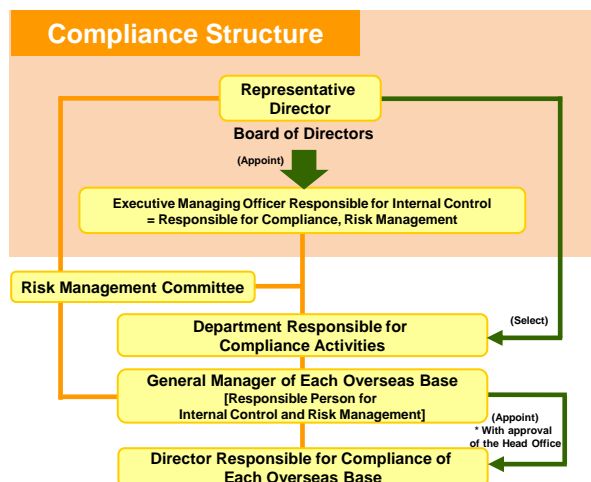 Compliance Structure
Representative
Director
Board of Directors
(Appoint)
Executive Managing Officer Responsible for Internal Control
= Responsible for Compliance, Risk Management
Risk Management Committee
Department Responsible for
Compliance Activities
(Select)
General Manager of Each Overseas Base
[Responsible Person for
Internal Control and Risk Management]
(Appoint)
* With approval
of the Head Office
Director Responsible for Compliance of
Each Overseas Base